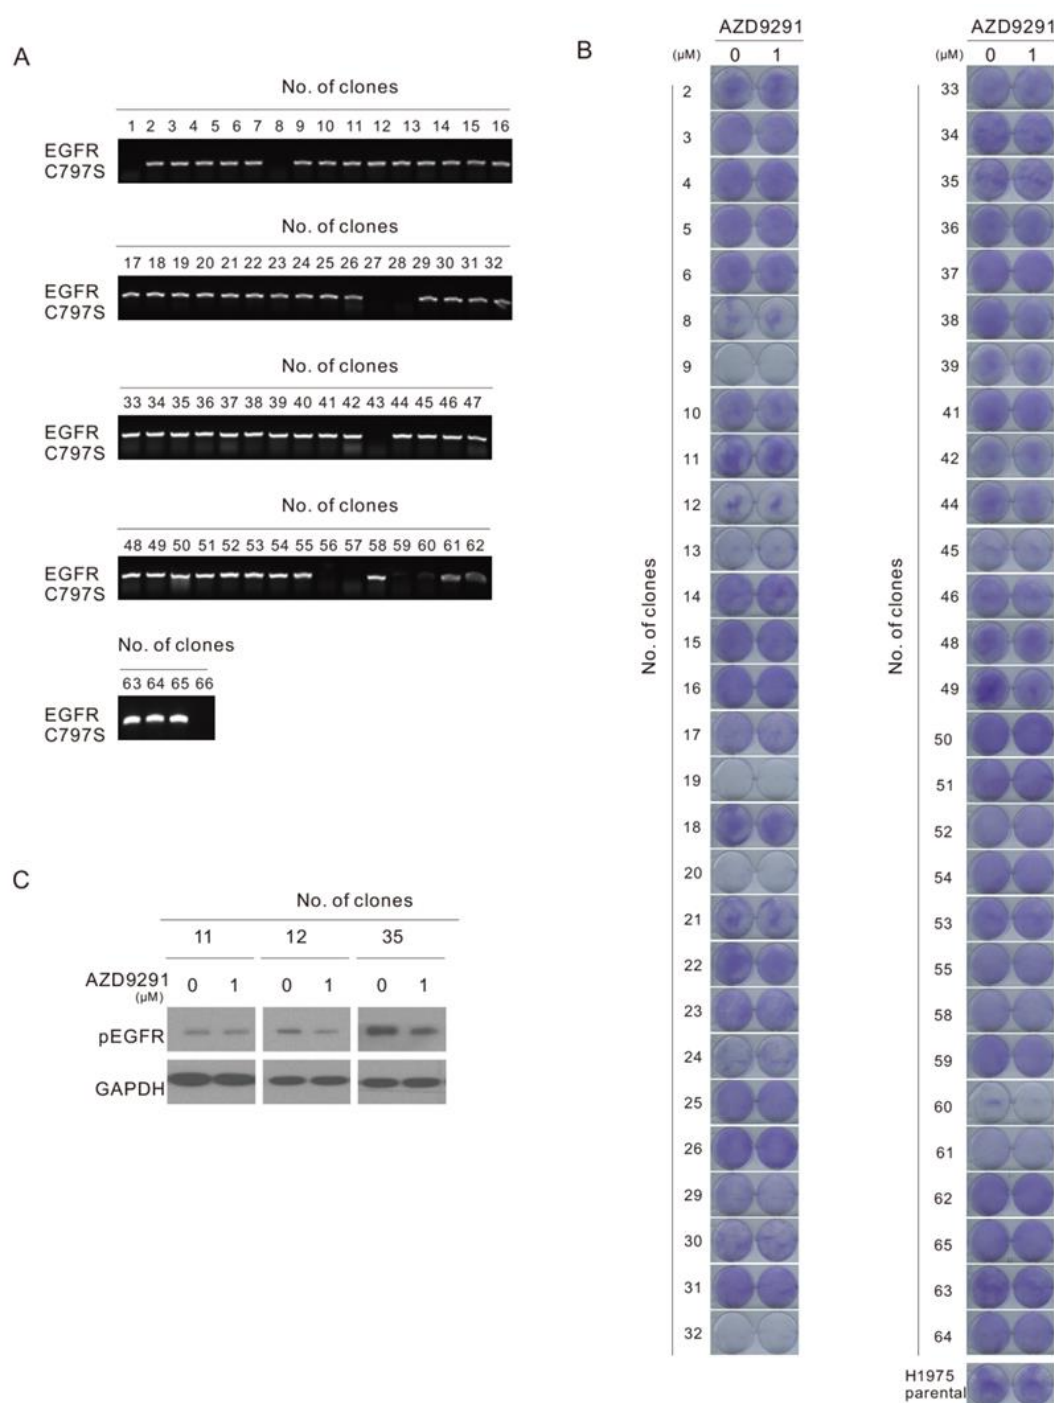 A
No. of clones
1 2 3 4 5 6 7 8 9 10 11 12 13 14 15 16
EGFR
C797S
No. of clones
17 18 19 20 21 22 23 24 25 26 27 28 29 30 31 32
EGFR
C797S
No. of clones
33 34 35 36 37 38 39 40 41 42 43 44 45 46 47
EGFR
C797S
No. of clones
48 49 50 51 52 53 54 55 56 57 58 59 60 61 62
EGFR
C797S
No. of clones
63 64 65 66
EGFR
C797S
B
AZD9291
(μM) 0 1
No. of clones
2
3
4
5
6
8
9
10
11
12
13
14
15
16
17
19
18
20
21
22
23
24
25
26
29
30
31
32
AZD9291
(μM) 0 1
No. of clones
33
34
35
36
37
38
39
41
42
44
45
46
48
49
50
51
52
54
53
55
58
59
60
61
62
65
63
64
H1975
parental
C
No. of clones
11 12 35
AZD9291
(μM)
0 1 0 1 0 1
pEGFR
GAPDH